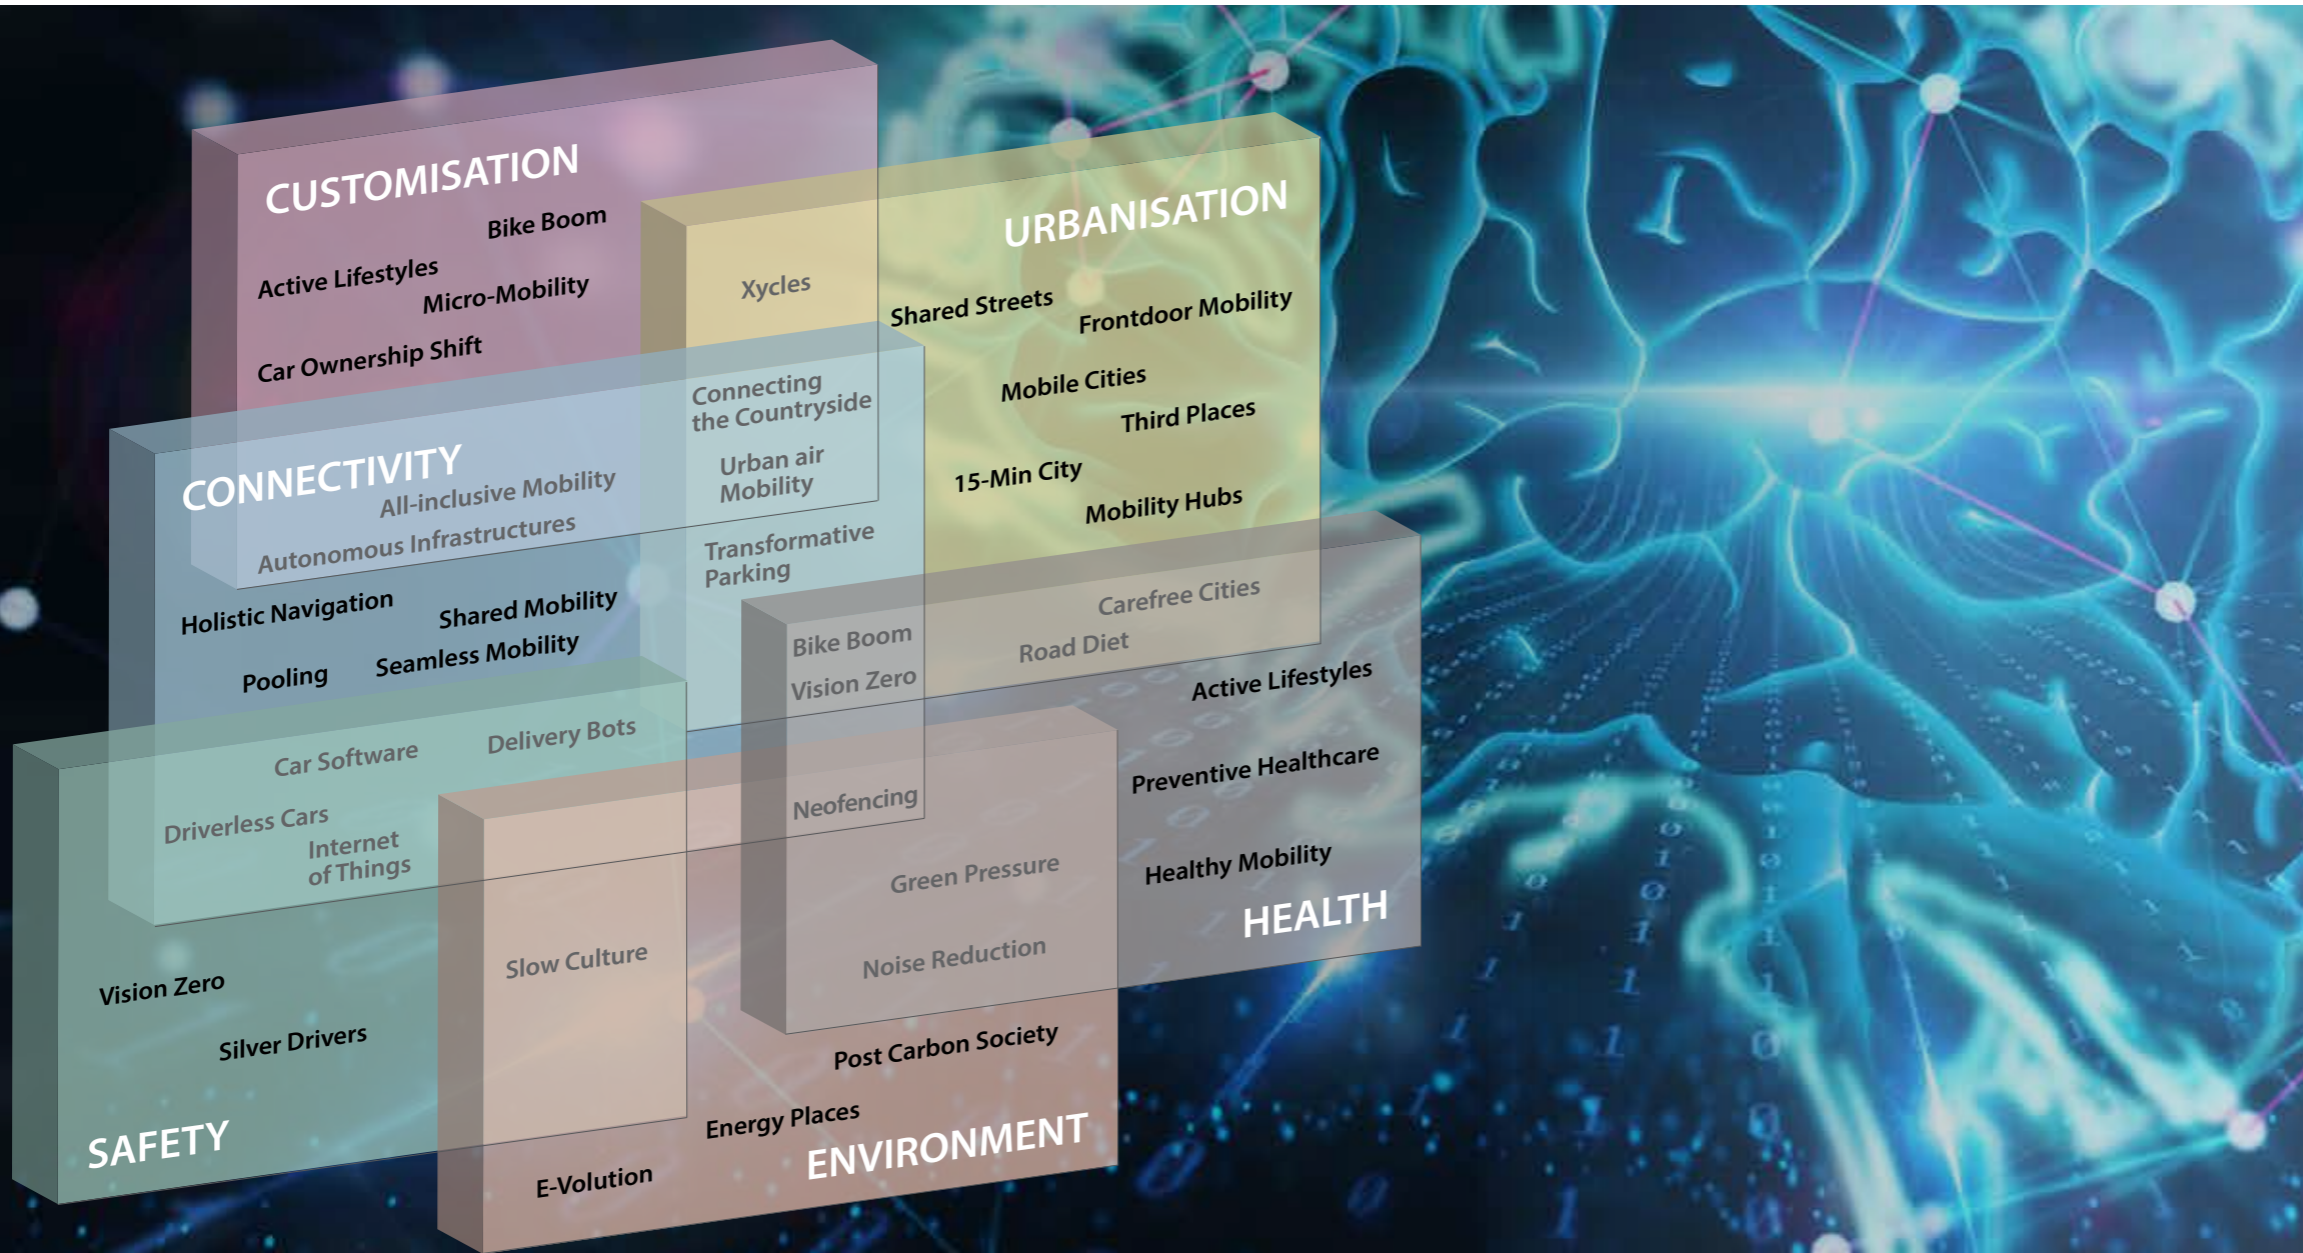 CUSTOMISATION
Bike Boom
Active Lifestyles
Micro-Mobility
Car Ownership Shift
URBANISATION
Xycles
Shared Streets
Frontdoor Mobility
Mobile Cities
Third Places
15-Min City
Mobility Hubs
Connecting
the Countryside
Urban air
Mobility
Transformative
Parking
CONNECTIVITY
All-inclusive Mobility
Autonomous Infrastructures
Holistic Navigation
Shared Mobility
Seamless Mobility
Pooling
Carefree Cities
Road Diet
Bike Boom
Vision Zero
Neofencing
Active Lifestyles
Preventive Healthcare
Healthy Mobility
HEALTH
Car Software
Delivery Bots
Driverless Cars
Internet
of Things
Green Pressure
Noise Reduction
Slow Culture
Vision Zero
Silver Drivers
SAFETY
Post Carbon Society
Energy Places
ENVIRONMENT
E-Volution